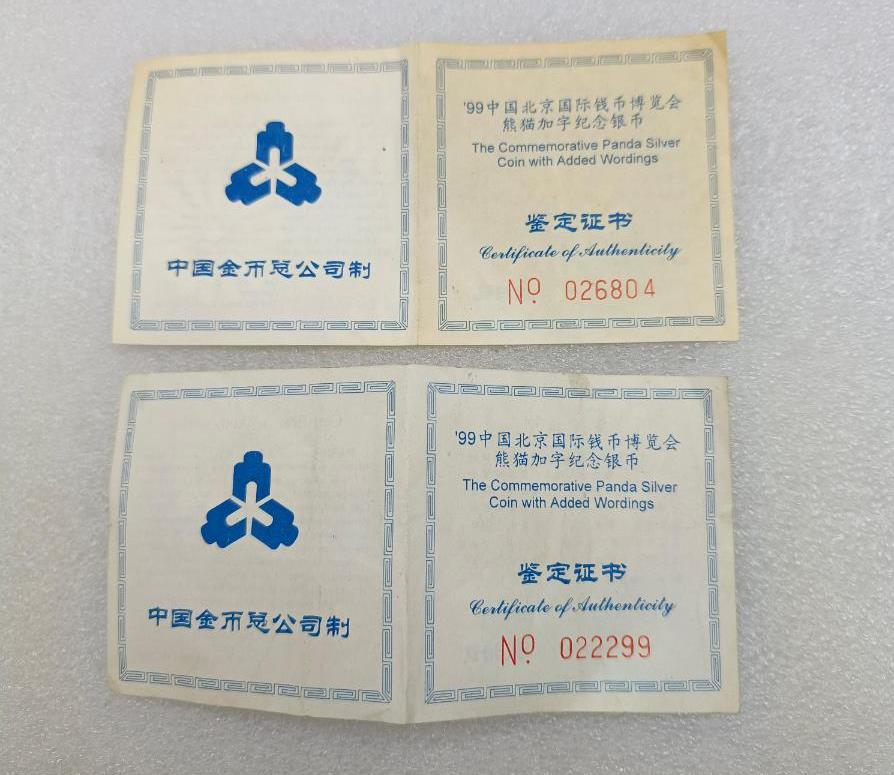 中国金币总公司制
'99中国北京国际钱币博览会
熊猫加字纪念银币
The Commemorative Panda Silver
Coin with Added Wordings
鉴定证书
Certificate of Authenticity
Nº 026804
中国金币总公司制
'99中国北京国际钱币博览会
熊猫加字纪念银币
The Commemorative Panda Silver
Coin with Added Wordings
鉴定证书
Certificate of Authenticity
Nº 022299